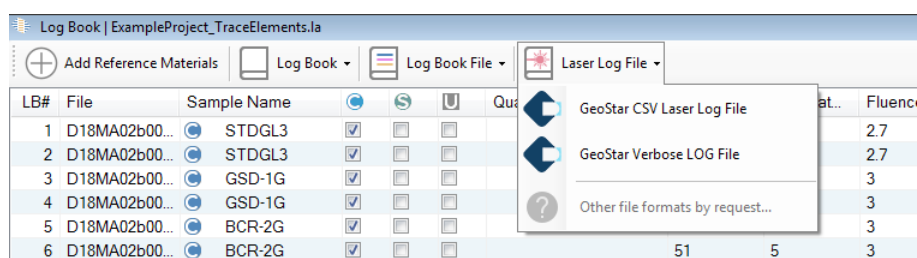 Log Book | ExampleProject_TraceElements.la
Add Reference Materials Log Book Log Book File Laser Log File
LB# File Sample Name C S U Qua at... Fluence
GeoStar CSV Laser Log File
1 D18MA02b00... C STDGL3 2.7
2 D18MA02b00... C STDGL3 2.7
GeoStar Verbose LOG File
3 D18MA02b00... C GSD-1G 3
4 D18MA02b00... C GSD-1G 3
Other file formats by request...
5 D18MA02b00... C BCR-2G 3
6 D18MA02b00... C BCR-2G 51 5 3